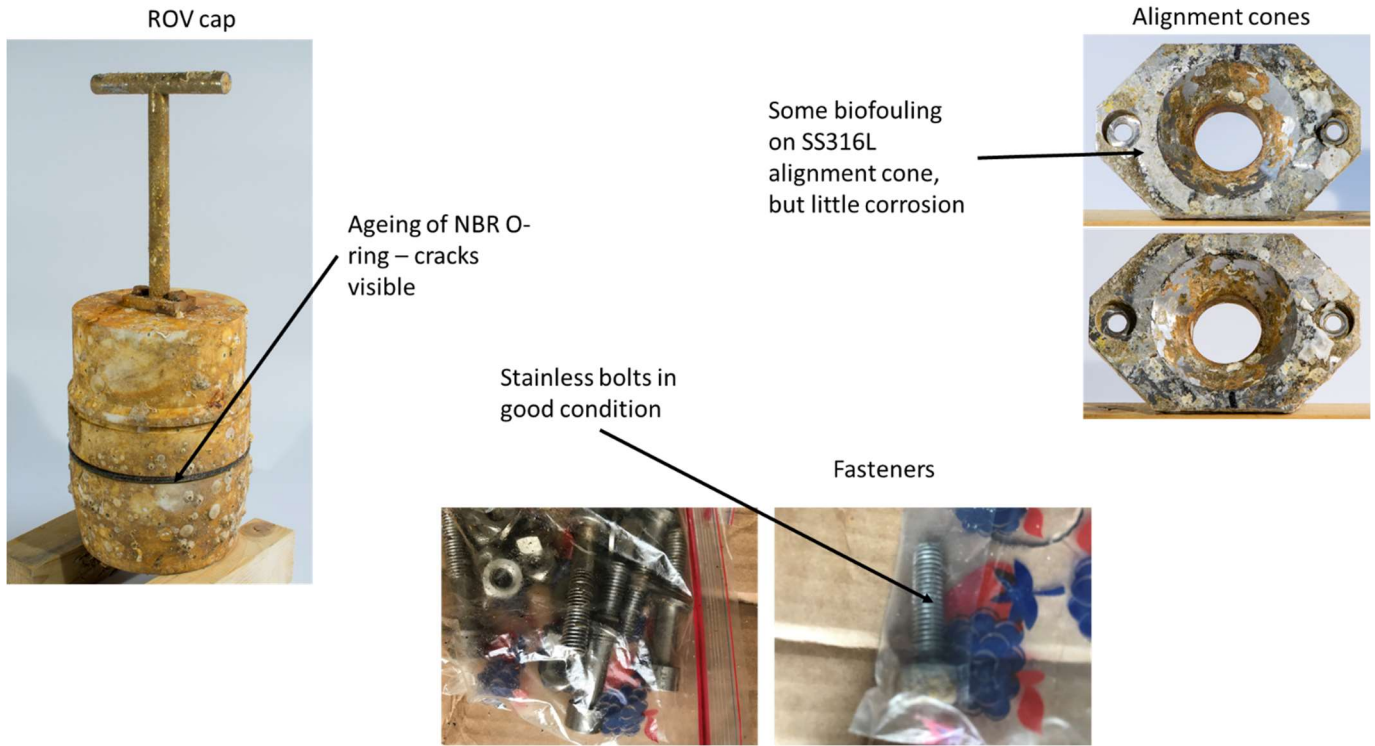 ROV cap
Alignment cones
Some biofouling
on SS316L
alignment cone,
but little corrosion
Ageing of NBR O-
ring – cracks
visible
Stainless bolts in
good condition
Fasteners